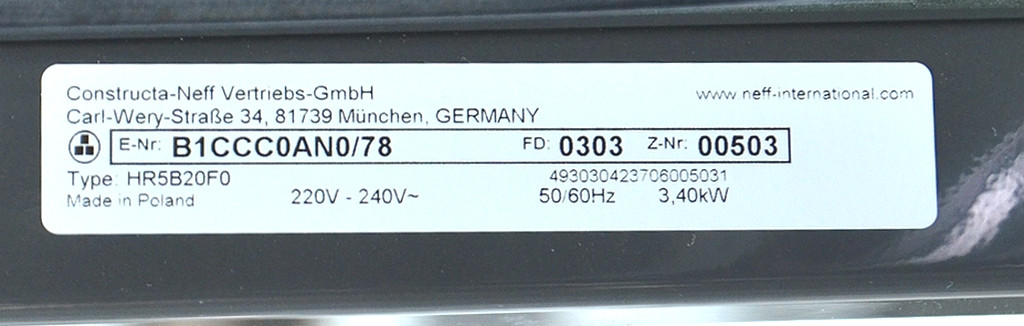 Constructa-Neff Vertriebs-GmbH www.neff-international.com
Carl-Wery-Straße 34, 81739 München, GERMANY
E-Nr: B1CCC0AN0/78 FD: 0303 Z-Nr: 00503
Type: HR5B20F0 493030423706005031
Made in Poland 220V - 240V~ 50/60Hz 3,40kW